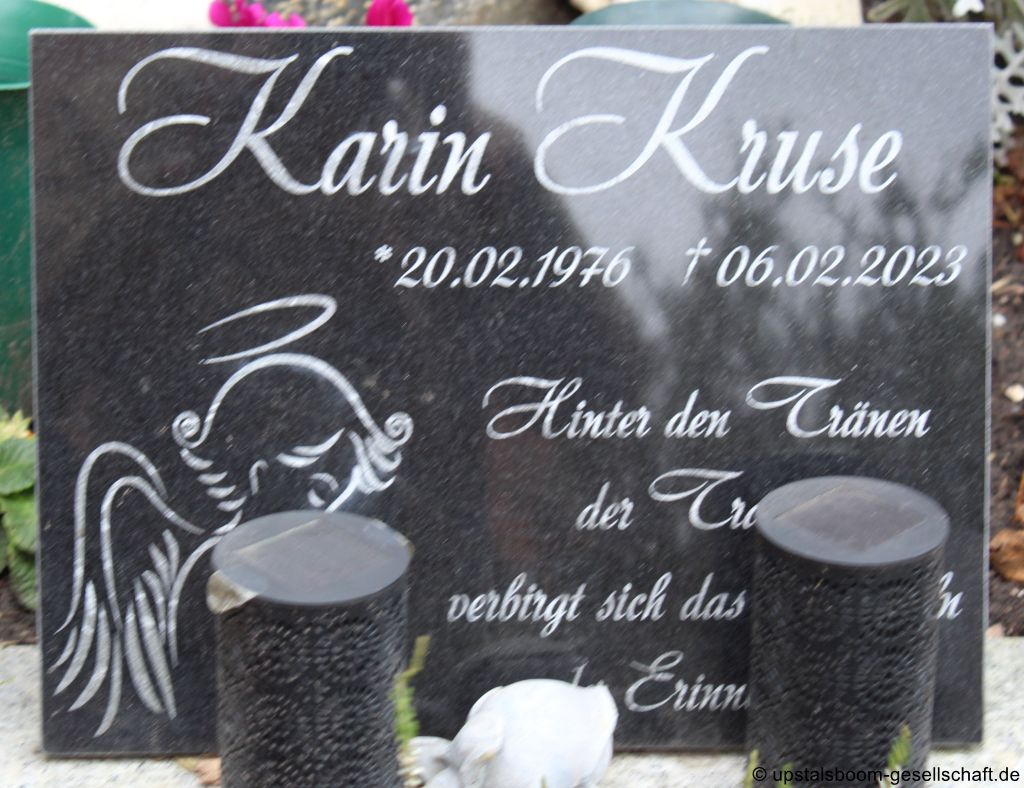 Karin Kruse
*20.02.1976 †06.02.2023
Hinter den Tränen
der
verbirgt sich das
© upstalsboom-gesellschaft.de